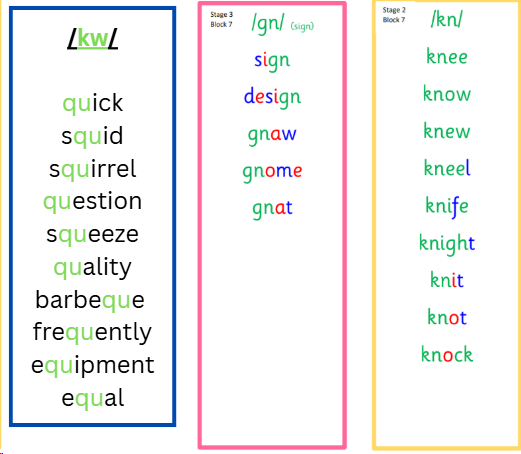 /kw/
quick
squid
squirrel
question
squeeze
quality
barbeque
frequently
equipment
equal
Stage 3
Block 7
/gn/ (sign)
sign
design
gnaw
gnome
gnat
Stage 2
Block 7
/kn/
knee
know
knew
kneel
knife
knight
knit
knot
knock